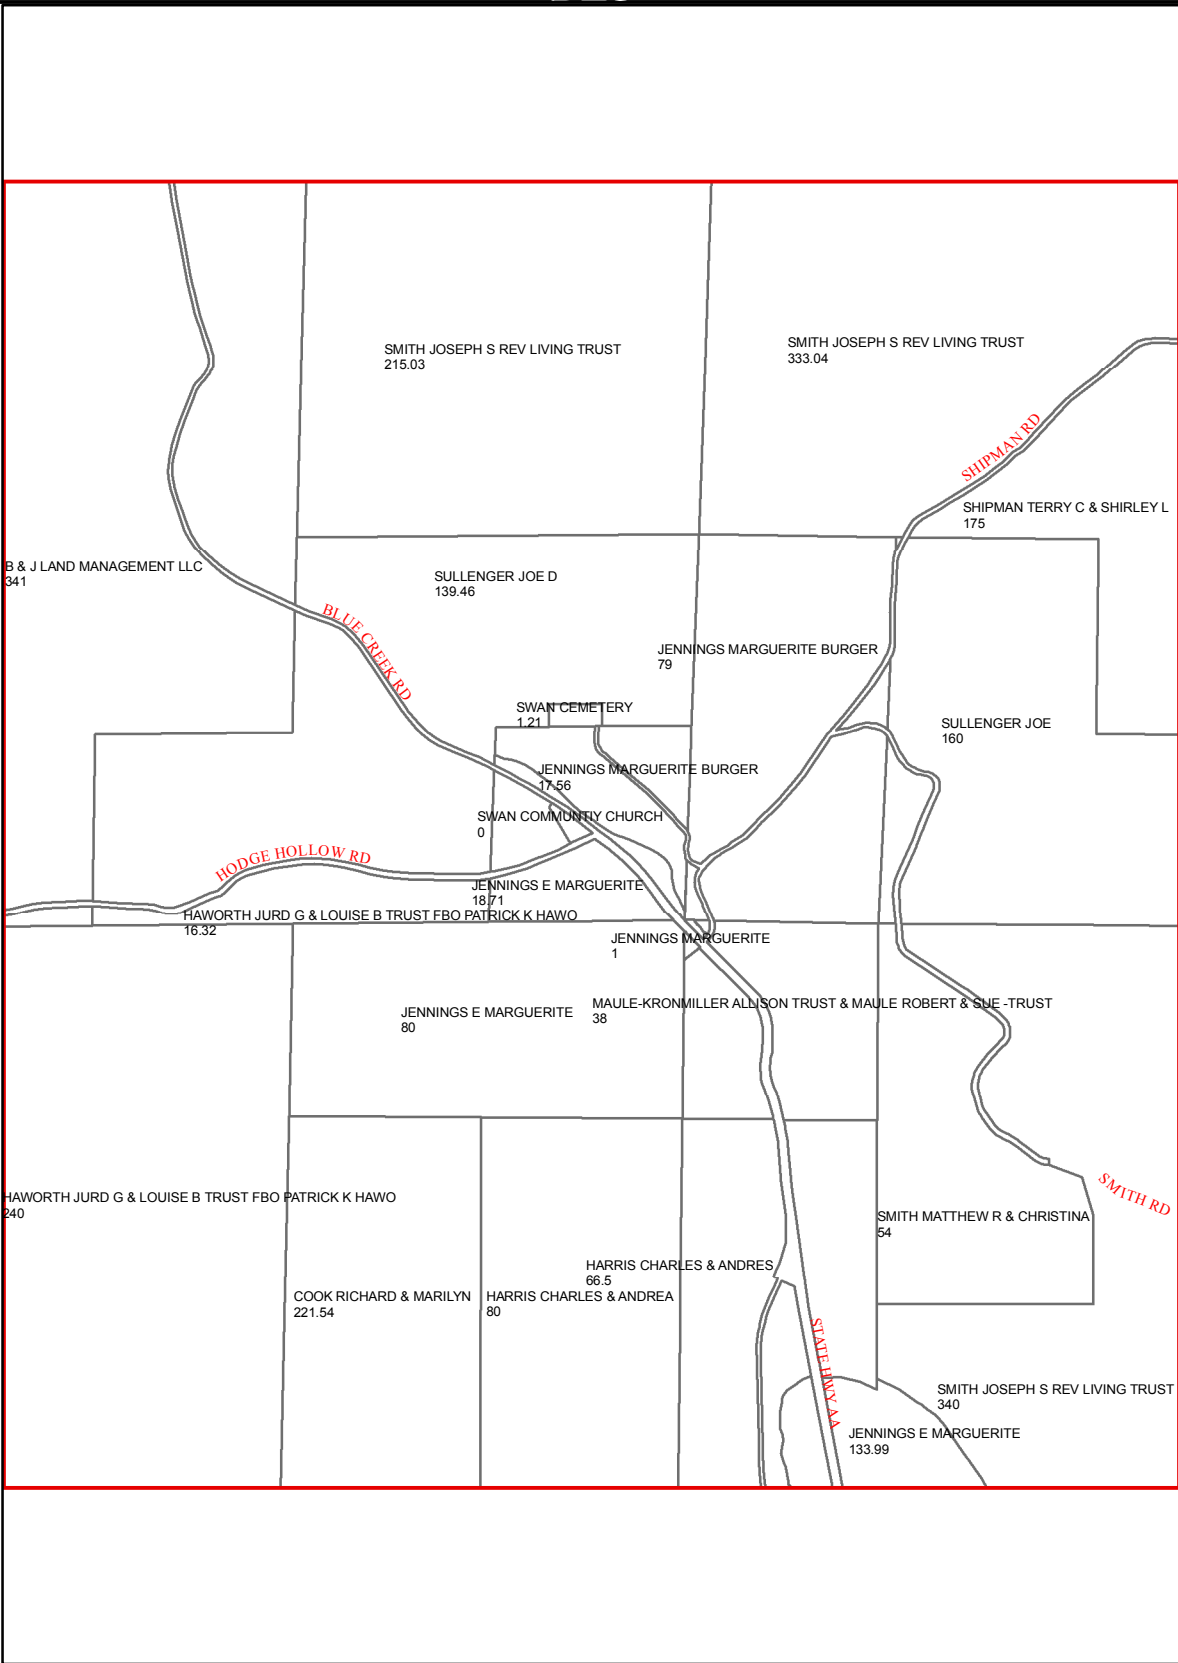 SMITH JOSEPH S REV LIVING TRUST
215.03
SMITH JOSEPH S REV LIVING TRUST
333.04
SHIPMAN RD
SHIPMAN TERRY C & SHIRLEY L
175
B & J LAND MANAGEMENT LLC
341
SULLENGER JOE D
139.46
BLUE CREEK RD
JENNINGS MARGUERITE BURGER
79
SWAN CEMETERY
1.21
SULLENGER JOE
160
JENNINGS MARGUERITE BURGER
17.56
SWAN COMMUNTIY CHURCH
0
HODGE HOLLOW RD
JENNINGS E MARGUERITE
18.71
HAWORTH JURD G & LOUISE B TRUST FBO PATRICK K HAWO
16.32
JENNINGS MARGUERITE
1
MAULE-KRONMILLER ALLISON TRUST & MAULE ROBERT & SUE -TRUST
38
JENNINGS E MARGUERITE
80
HAWORTH JURD G & LOUISE B TRUST FBO PATRICK K HAWO
240
SMITH RD
SMITH MATTHEW R & CHRISTINA
54
HARRIS CHARLES & ANDRES
66.5
COOK RICHARD & MARILYN
221.54
HARRIS CHARLES & ANDREA
80
STATE HWY AA
SMITH JOSEPH S REV LIVING TRUST
340
JENNINGS E MARGUERITE
133.99